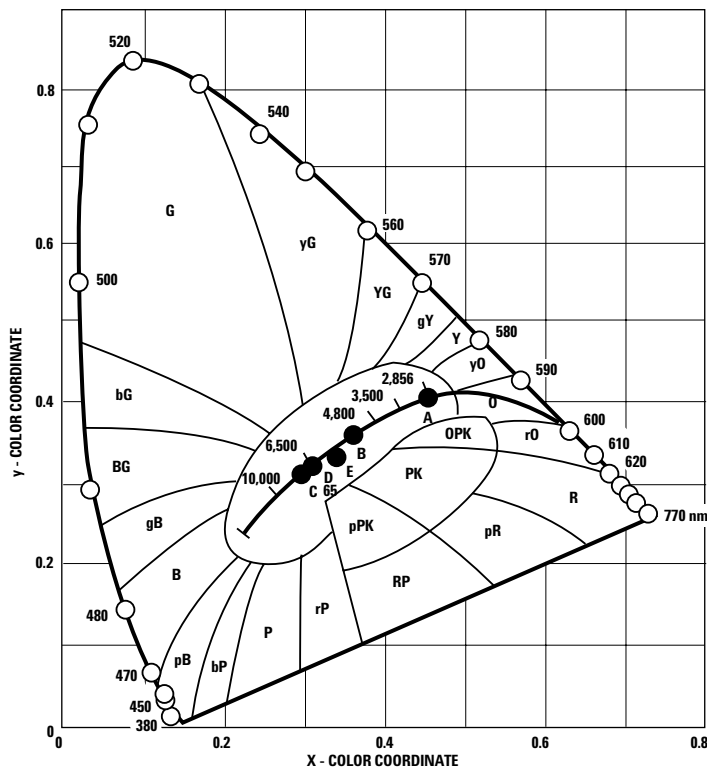 520
0.8
540
G
yG
560
0.6
570
500
YG
gY
580
Y
yO
590
2,856
3,500
0.4
bG
4,800
A
O
600
OPK
rO
6,500
B
610
BG
10,000
E
620
PK
D
C
65
R
770 nm
gB
pPK
pR
0.2
B
RP
480
rP
P
pB
bP
470
450
380
0
0
0.2
0.4
0.6
0.8
X - COLOR COORDINATE
y - COLOR COORDINATE